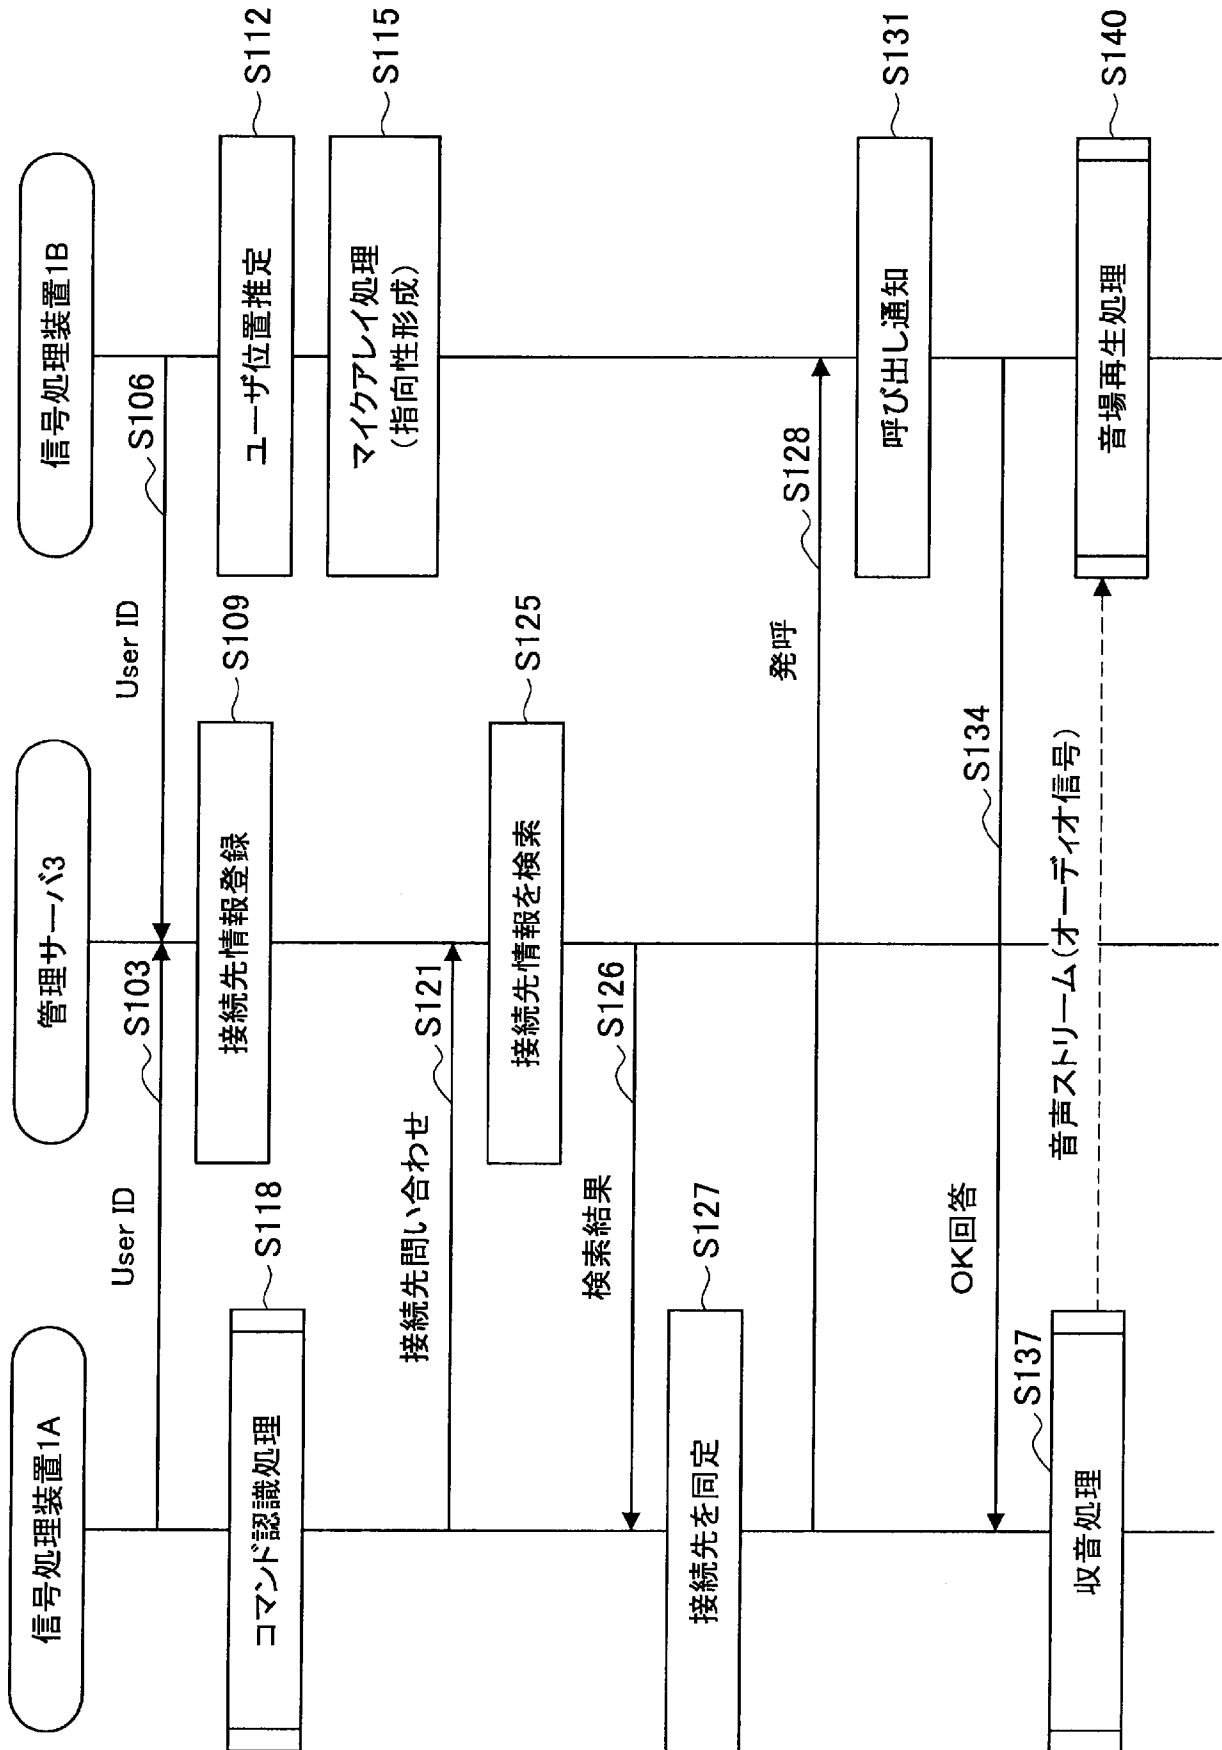 信号処理装置1A
管理サーバ3
信号処理装置1B
User ID
S103
User ID
S106
接続先情報登録
S109
ユーザ位置推定
S112
マイクアレイ処理
(指向性形成)
S115
コマンド認識処理
S118
接続先問い合わせ
S121
接続先情報を検索
S125
検索結果
S126
接続先を同定
S127
発呼
S128
呼び出し通知
S131
OK回答
S134
収音処理
S137
音声ストリーム(オーディオ信号)
音場再生処理
S140